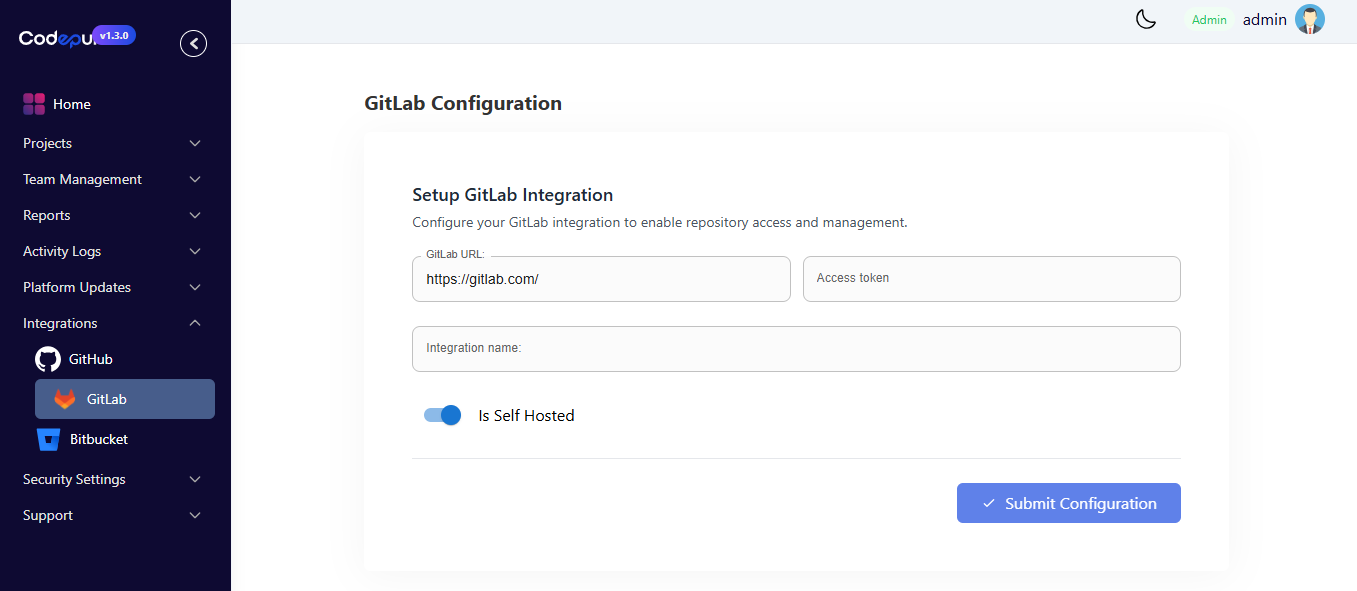 v1.3.0
Admin
admin
Home
Projects
Team Management
Reports
Activity Logs
Platform Updates
Integrations
GitHub
GitLab
Bitbucket
Security Settings
Support
GitLab Configuration
Setup GitLab Integration
Configure your GitLab integration to enable repository access and management.
GitLab URL:
https://gitlab.com/
Access token
Integration name:
Is Self Hosted
Submit Configuration